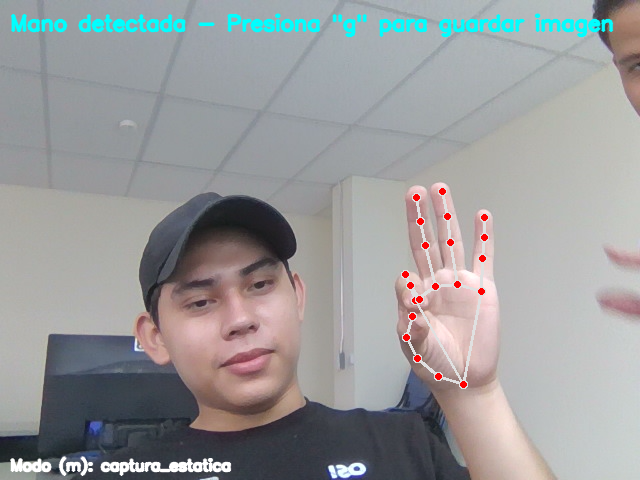 Mano detectada - Presiona "g" para guardar imagen
Modo (m): captura_estatica